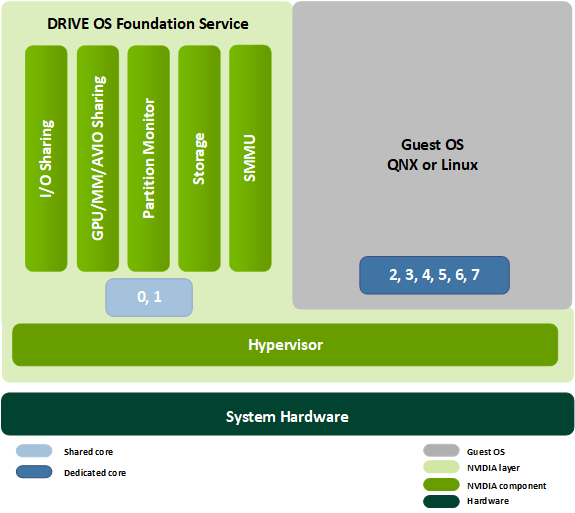 DRIVE OS Foundation Service
I/O Sharing
GPU/MM/AVIO Sharing
Partition Monitor
Storage
SMMU
Guest OS
QNX or Linux
0, 1
2, 3, 4, 5, 6, 7
Hypervisor
System Hardware
Shared core
Dedicated core
Guest OS
NVIDIA layer
NVIDIA component
Hardware